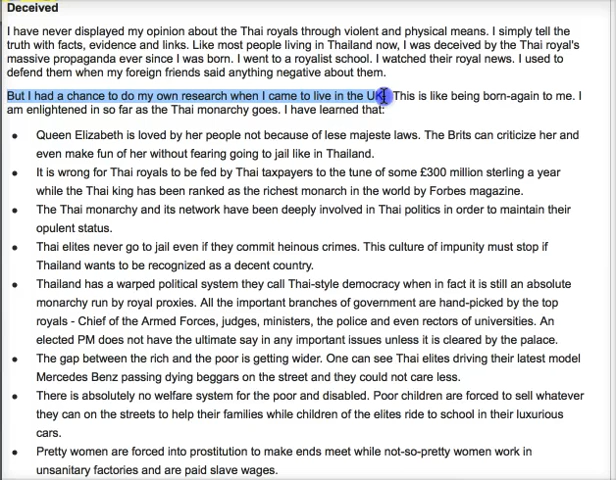 Deceived
I have never displayed my opinion about the Thai royals through violent and physical means. I simply tell the
truth with facts, evidence and links. Like most people living in Thailand now, I was deceived by the Thai royal's
massive propaganda ever since I was born. I went to a royalist school. I watched their royal news. I used to
defend them when my foreign friends said anything negative about them.
But I had a chance to do my own research when I came to live in the UK. This is like being born-again to me. I
am enlightened in so far as the Thai monarchy goes. I have learned that:
• Queen Elizabeth is loved by her people not because of lese majeste laws. The Brits can criticize her and
even make fun of her without fearing going to jail like in Thailand.
• It is wrong for Thai royals to be fed by Thai taxpayers to the tune of some £300 million sterling a year
while the Thai king has been ranked as the richest monarch in the world by Forbes magazine.
• The Thai monarchy and its network have been deeply involved in Thai politics in order to maintain their
opulent status.
• Thai elites never go to jail even if they commit heinous crimes. This culture of impunity must stop if
Thailand wants to be recognized as a decent country.
• Thailand has a warped political system they call Thai-style democracy when in fact it is still an absolute
monarchy run by royal proxies. All the important branches of government are hand-picked by the top
royals - Chief of the Armed Forces, judges, ministers, the police and even rectors of universities. An
elected PM does not have the ultimate say in any important issues unless it is cleared by the palace.
• The gap between the rich and the poor is getting wider. One can see Thai elites driving their latest model
Mercedes Benz passing dying beggars on the street and they could not care less.
• There is absolutely no welfare system for the poor and disabled. Poor children are forced to sell whatever
they can on the streets to help their families while children of the elites ride to school in their luxurious
cars.
• Pretty women are forced into prostitution to make ends meet while not-so-pretty women work in
unsanitary factories and are paid slave wages.